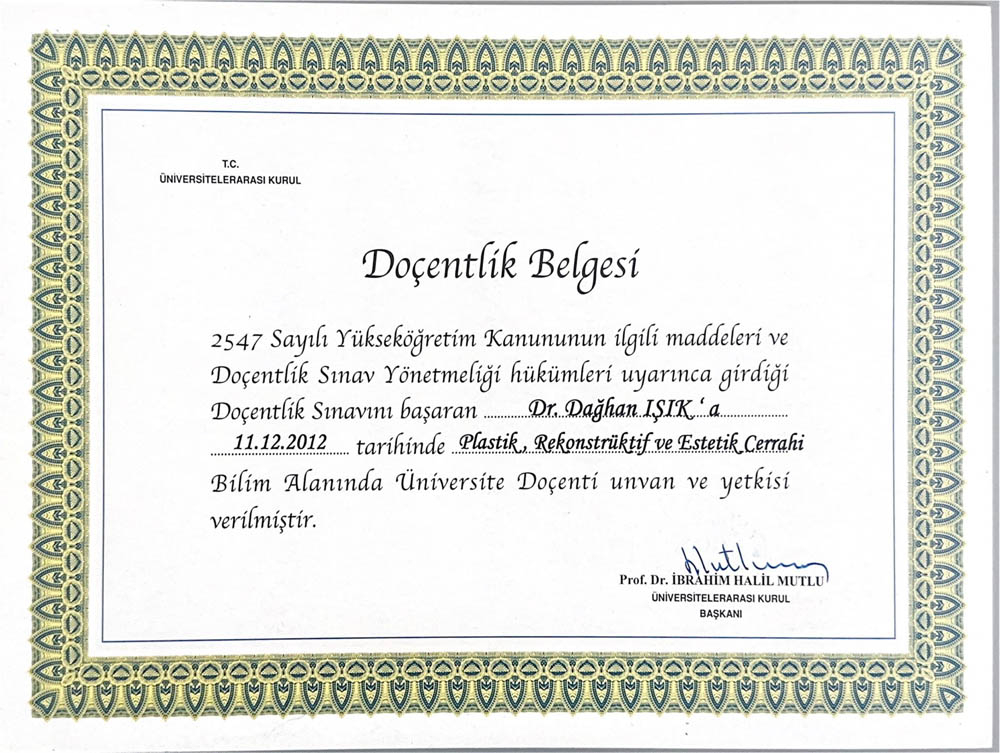 T.C.
ÜNİVERSİTELERARASI KURUL
Doçentlik Belgesi
2547 Sayılı Yükseköğretim Kanununun ilgili maddeleri ve
Doçentlik Sınav Yönetmeliği hükümleri uyarınca girdiği
Doçentlik Sınavını başaran Dr. Dağhan IŞIK ‘ a
11.12.2012 tarihinde Plastik, Rekonstrüktif ve Estetik Cerrahi
Bilim Alanında Üniversite Doçenti unvan ve yetkisi
verilmiştir.
Prof. Dr. İBRAHİM HALİL MUTLU
ÜNİVERSİTELERARASI KURUL
BAŞKANI